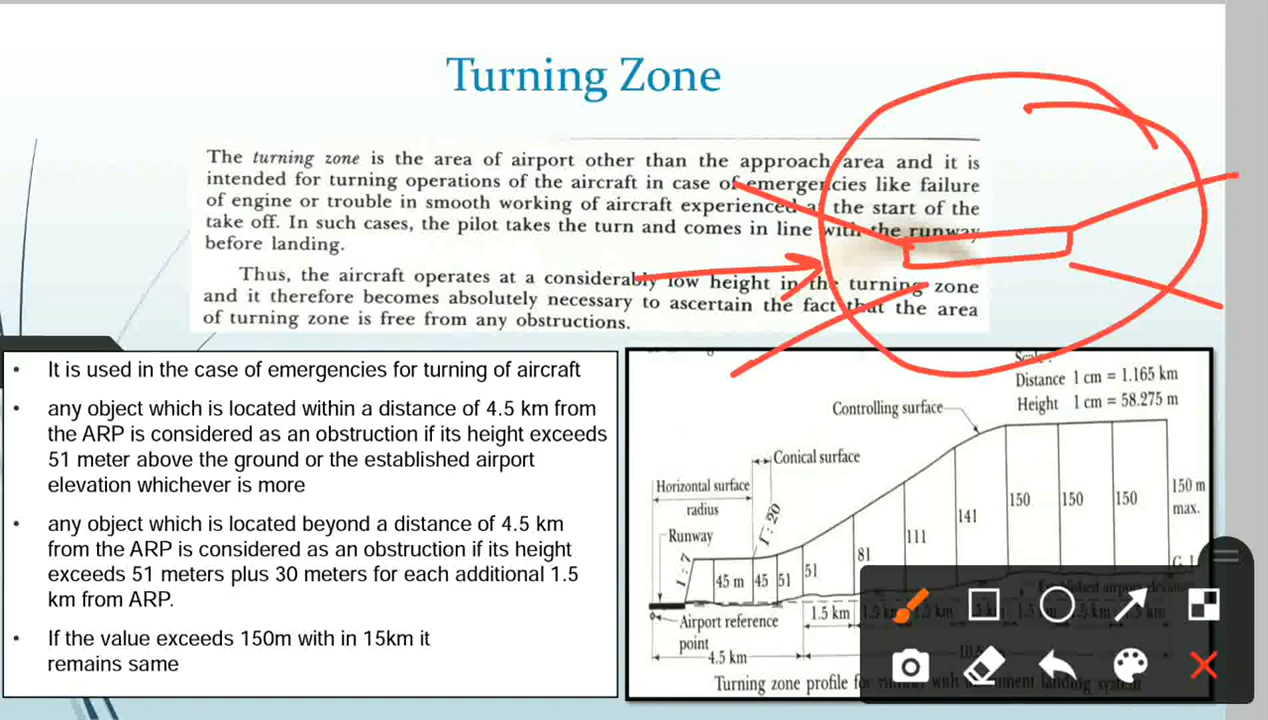 Turning Zone
The turning zone is the area of airport other than the approach area and it is
intended for turning operations of the aircraft in case of emergencies like failure
of engine or trouble in smooth working of aircraft experienced at the start of the
take off. In such cases, the pilot takes the turn and comes in line with the runway
before landing.
Thus, the aircraft operates at a considerably low height in the turning zone
and it therefore becomes absolutely necessary to ascertain the fact that the area
of turning zone is free from any obstructions.
• It is used in the case of emergencies for turning of aircraft
• any object which is located within a distance of 4.5 km from
the ARP is considered as an obstruction if its height exceeds
51 meter above the ground or the established airport
elevation whichever is more
• any object which is located beyond a distance of 4.5 km
from the ARP is considered as an obstruction if its height
exceeds 51 meters plus 30 meters for each additional 1.5
km from ARP.
• If the value exceeds 150m with in 15km it
remains same
Scale :
Distance 1 cm = 1.165 km
Height 1 cm = 58.275 m
Controlling surface
Conical surface
Horizontal surface
radius
Runway
1 : 7
1 : 20
45 m
45
51
51
81
111
141
150
150
150
150 m
max.
G. L.
Established airport elevation
Airport reference
point
4.5 km
1.5 km
Turning zone profile for runway with instrument landing system